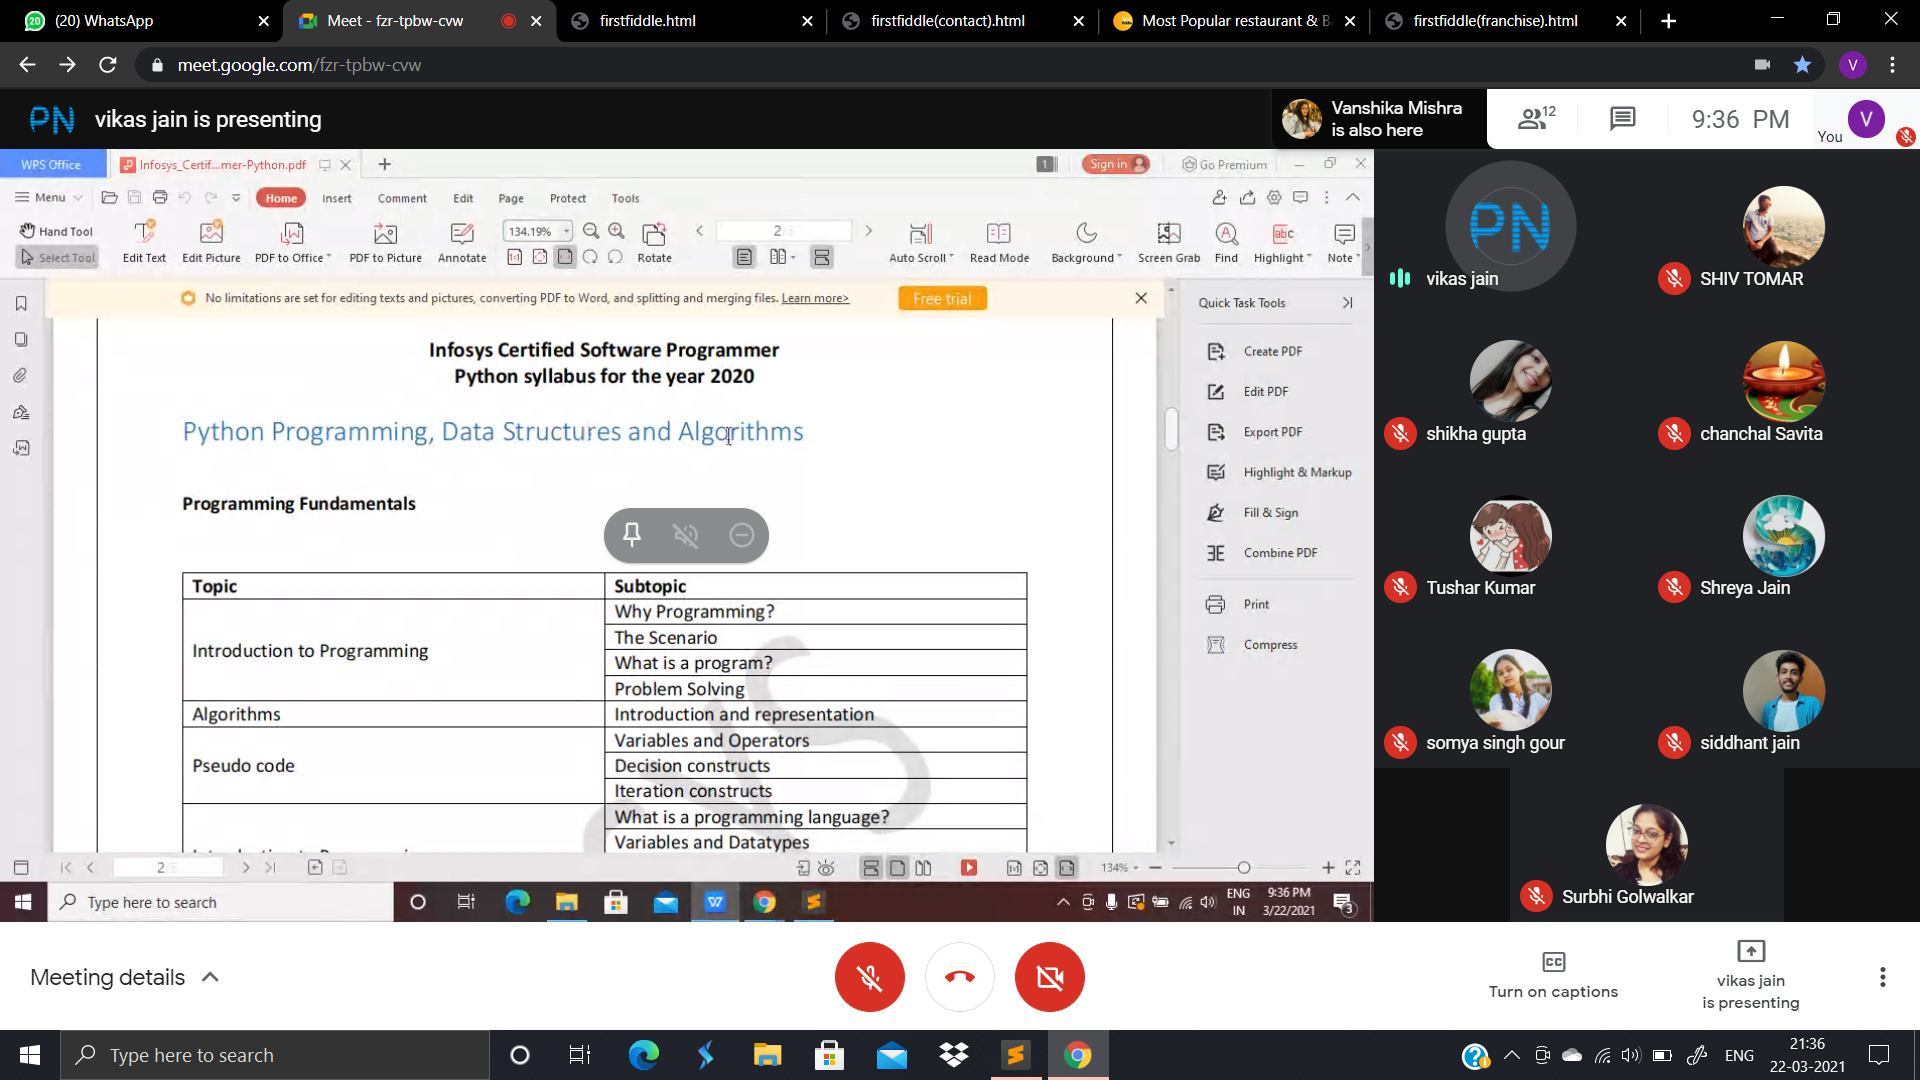 (20) WhatsApp
Meet - fzr-tpbw-cvw
firstfiddle.html
firstfiddle(contact).html
Most Popular restaurant & B
firstfiddle(franchise).html
meet.google.com/fzr-tpbw-cvw
V
PN
vikas jain is presenting
Vanshika Mishra
is also here
12
9:36 PM
You
V
WPS Office
Infosys_Certif...mer-Python.pdf
1
Sign in
Go Premium
Menu
Home
Insert
Comment
Edit
Page
Protect
Tools
Hand Tool
Select Tool
Edit Text
Edit Picture
PDF to Office
PDF to Picture
Annotate
134.19%
Rotate
2/5
Auto Scroll
Read Mode
Background
Screen Grab
Find
Highlight
Note
No limitations are set for editing texts and pictures, converting PDF to Word, and splitting and merging files. Learn more>
Free trial
Infosys Certified Software Programmer
Python syllabus for the year 2020
Python Programming, Data Structures and Algorithms
Programming Fundamentals
Topic
Subtopic
Introduction to Programming
Why Programming?
The Scenario
What is a program?
Problem Solving
Algorithms
Introduction and representation
Pseudo code
Variables and Operators
Decision constructs
Iteration constructs
What is a programming language?
Variables and Datatypes
Quick Task Tools
Create PDF
Edit PDF
Export PDF
Highlight & Markup
Fill & Sign
Combine PDF
Print
Compress
2/5
134%
Type here to search
ENG
IN
9:36 PM
3/22/2021
3
PN
vikas jain
SHIV TOMAR
shikha gupta
chanchal Savita
Tushar Kumar
Shreya Jain
somya singh gour
siddhant jain
Surbhi Golwalkar
Meeting details
Turn on captions
vikas jain
is presenting
Type here to search
ENG
21:36
22-03-2021